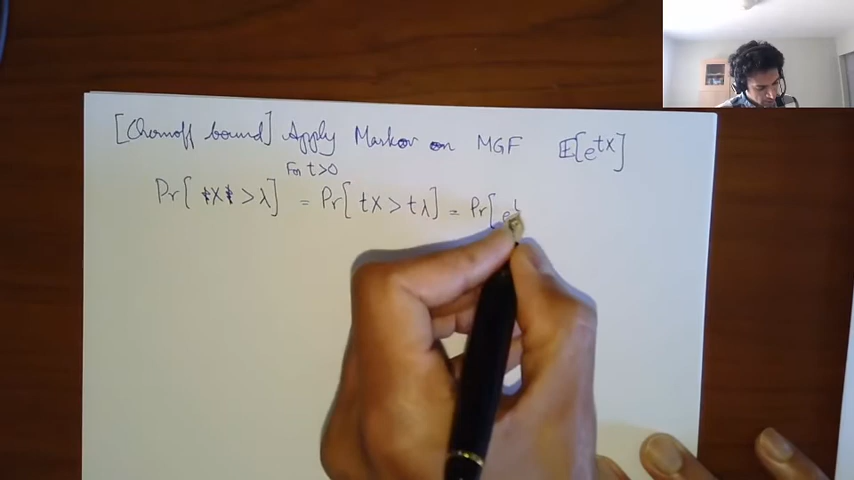 [Chernoff bound] Apply Markov on MGF 𝔼[e^{tX}]
For t>0
Pr[ X > λ] = Pr[ tX > tλ] = Pr[ e^t